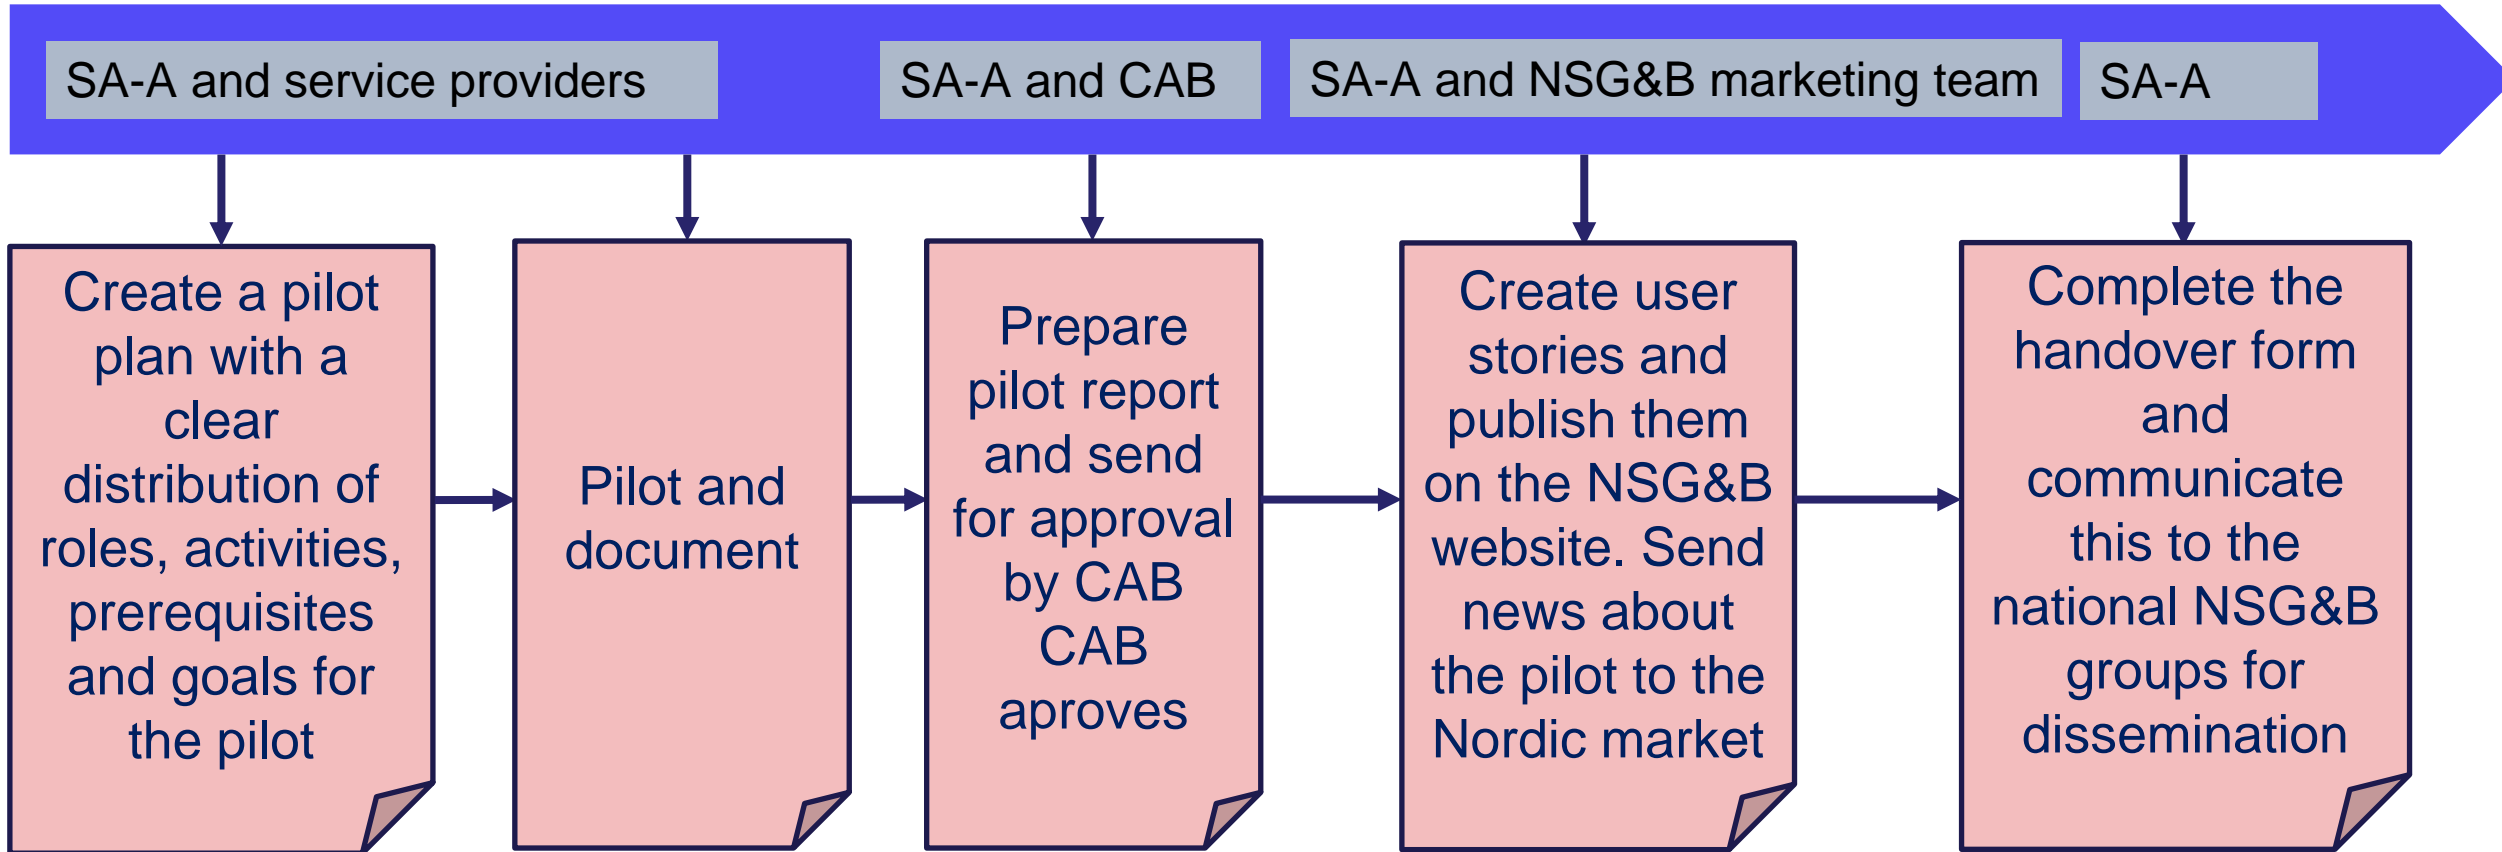 SA-A and service providers
SA-A and CAB
SA-A and NSG&B marketing team
SA-A
Create a pilot
plan with a
clear
distribution of
roles, activities,
prerequisites
and goals for
the pilot
Pilot and
document
Prepare
pilot report
and send
for approval
by CAB
CAB
aproves
Create user
stories and
publish them
on the NSG&B
website. Send
news about
the pilot to the
Nordic market
Complete the
handover form
and
communicate
this to the
national NSG&B
groups for
dissemination